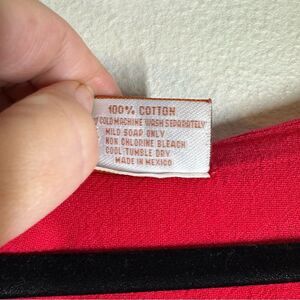 100% COTTON
COLD MACHINE WASH SEPARATELY
MILD SOAP ONLY
NON CHLORINE BLEACH
COOL TUMBLE DRY
MADE IN MEXICO